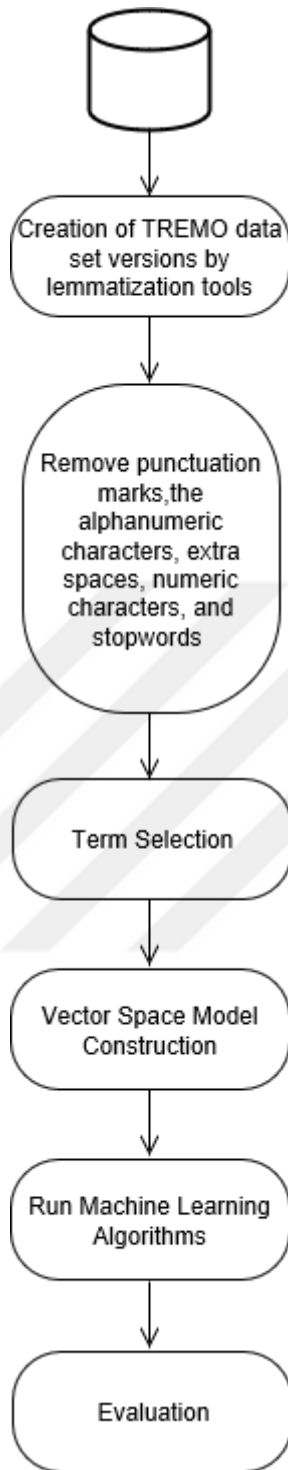 Creation of TREMO data
set versions by
lemmatization tools
Remove punctuation
marks,the
alphanumeric
characters, extra
spaces, numeric
characters, and
stopwords
Term Selection
Vector Space Model
Construction
Run Machine Learning
Algorithms
Evaluation